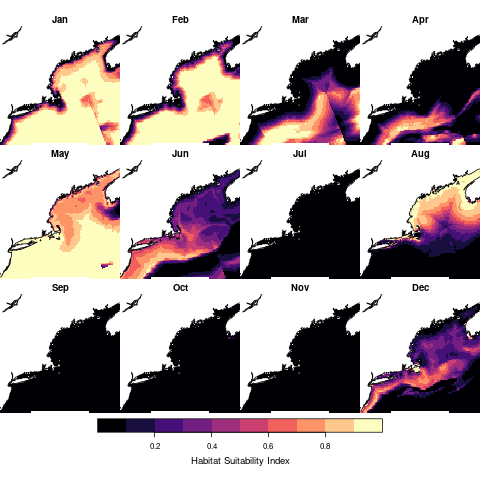 Jan Feb Mar Apr
May Jun Jul Aug
Sep Oct Nov Dec
0.2 0.4 0.6 0.8
Habitat Suitability Index